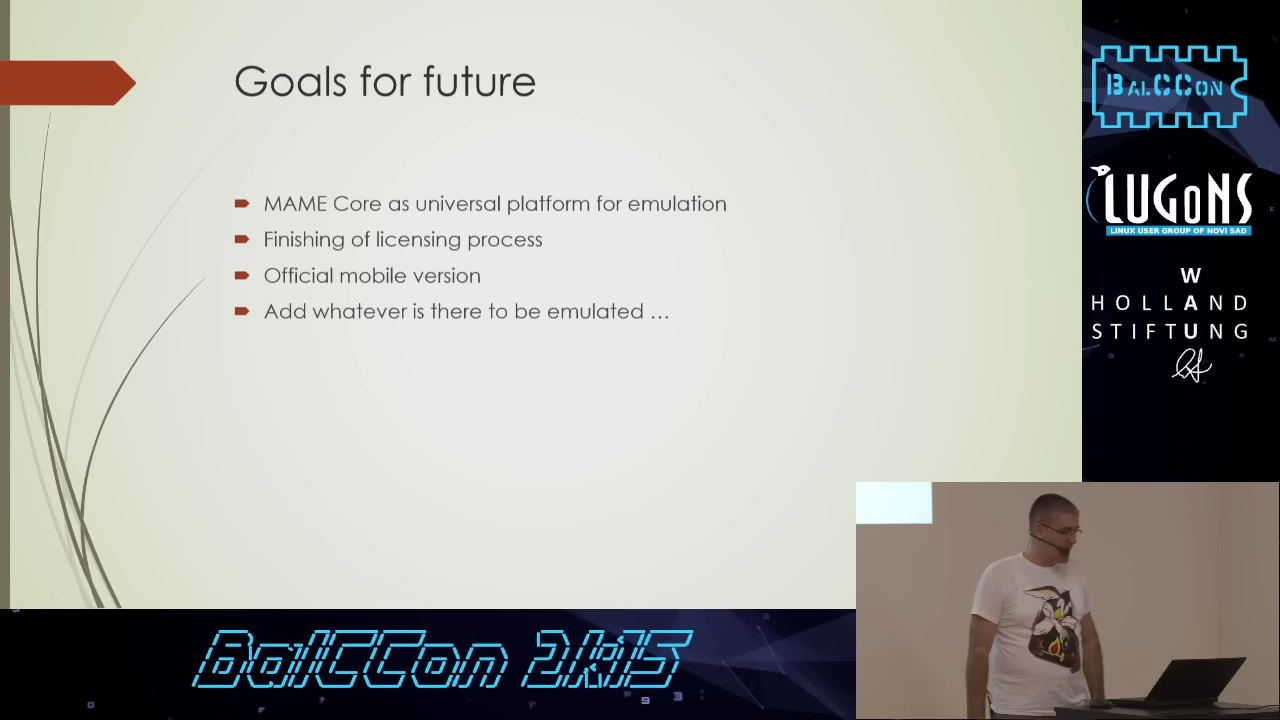 Goals for future
MAME Core as universal platform for emulation
Finishing of licensing process
Official mobile version
Add whatever is there to be emulated …
BalCCon
LUGoNS
LINUX USER GROUP OF NOVI SAD
W
HOLLAND
STIFTUNG
BalCCon 2k15